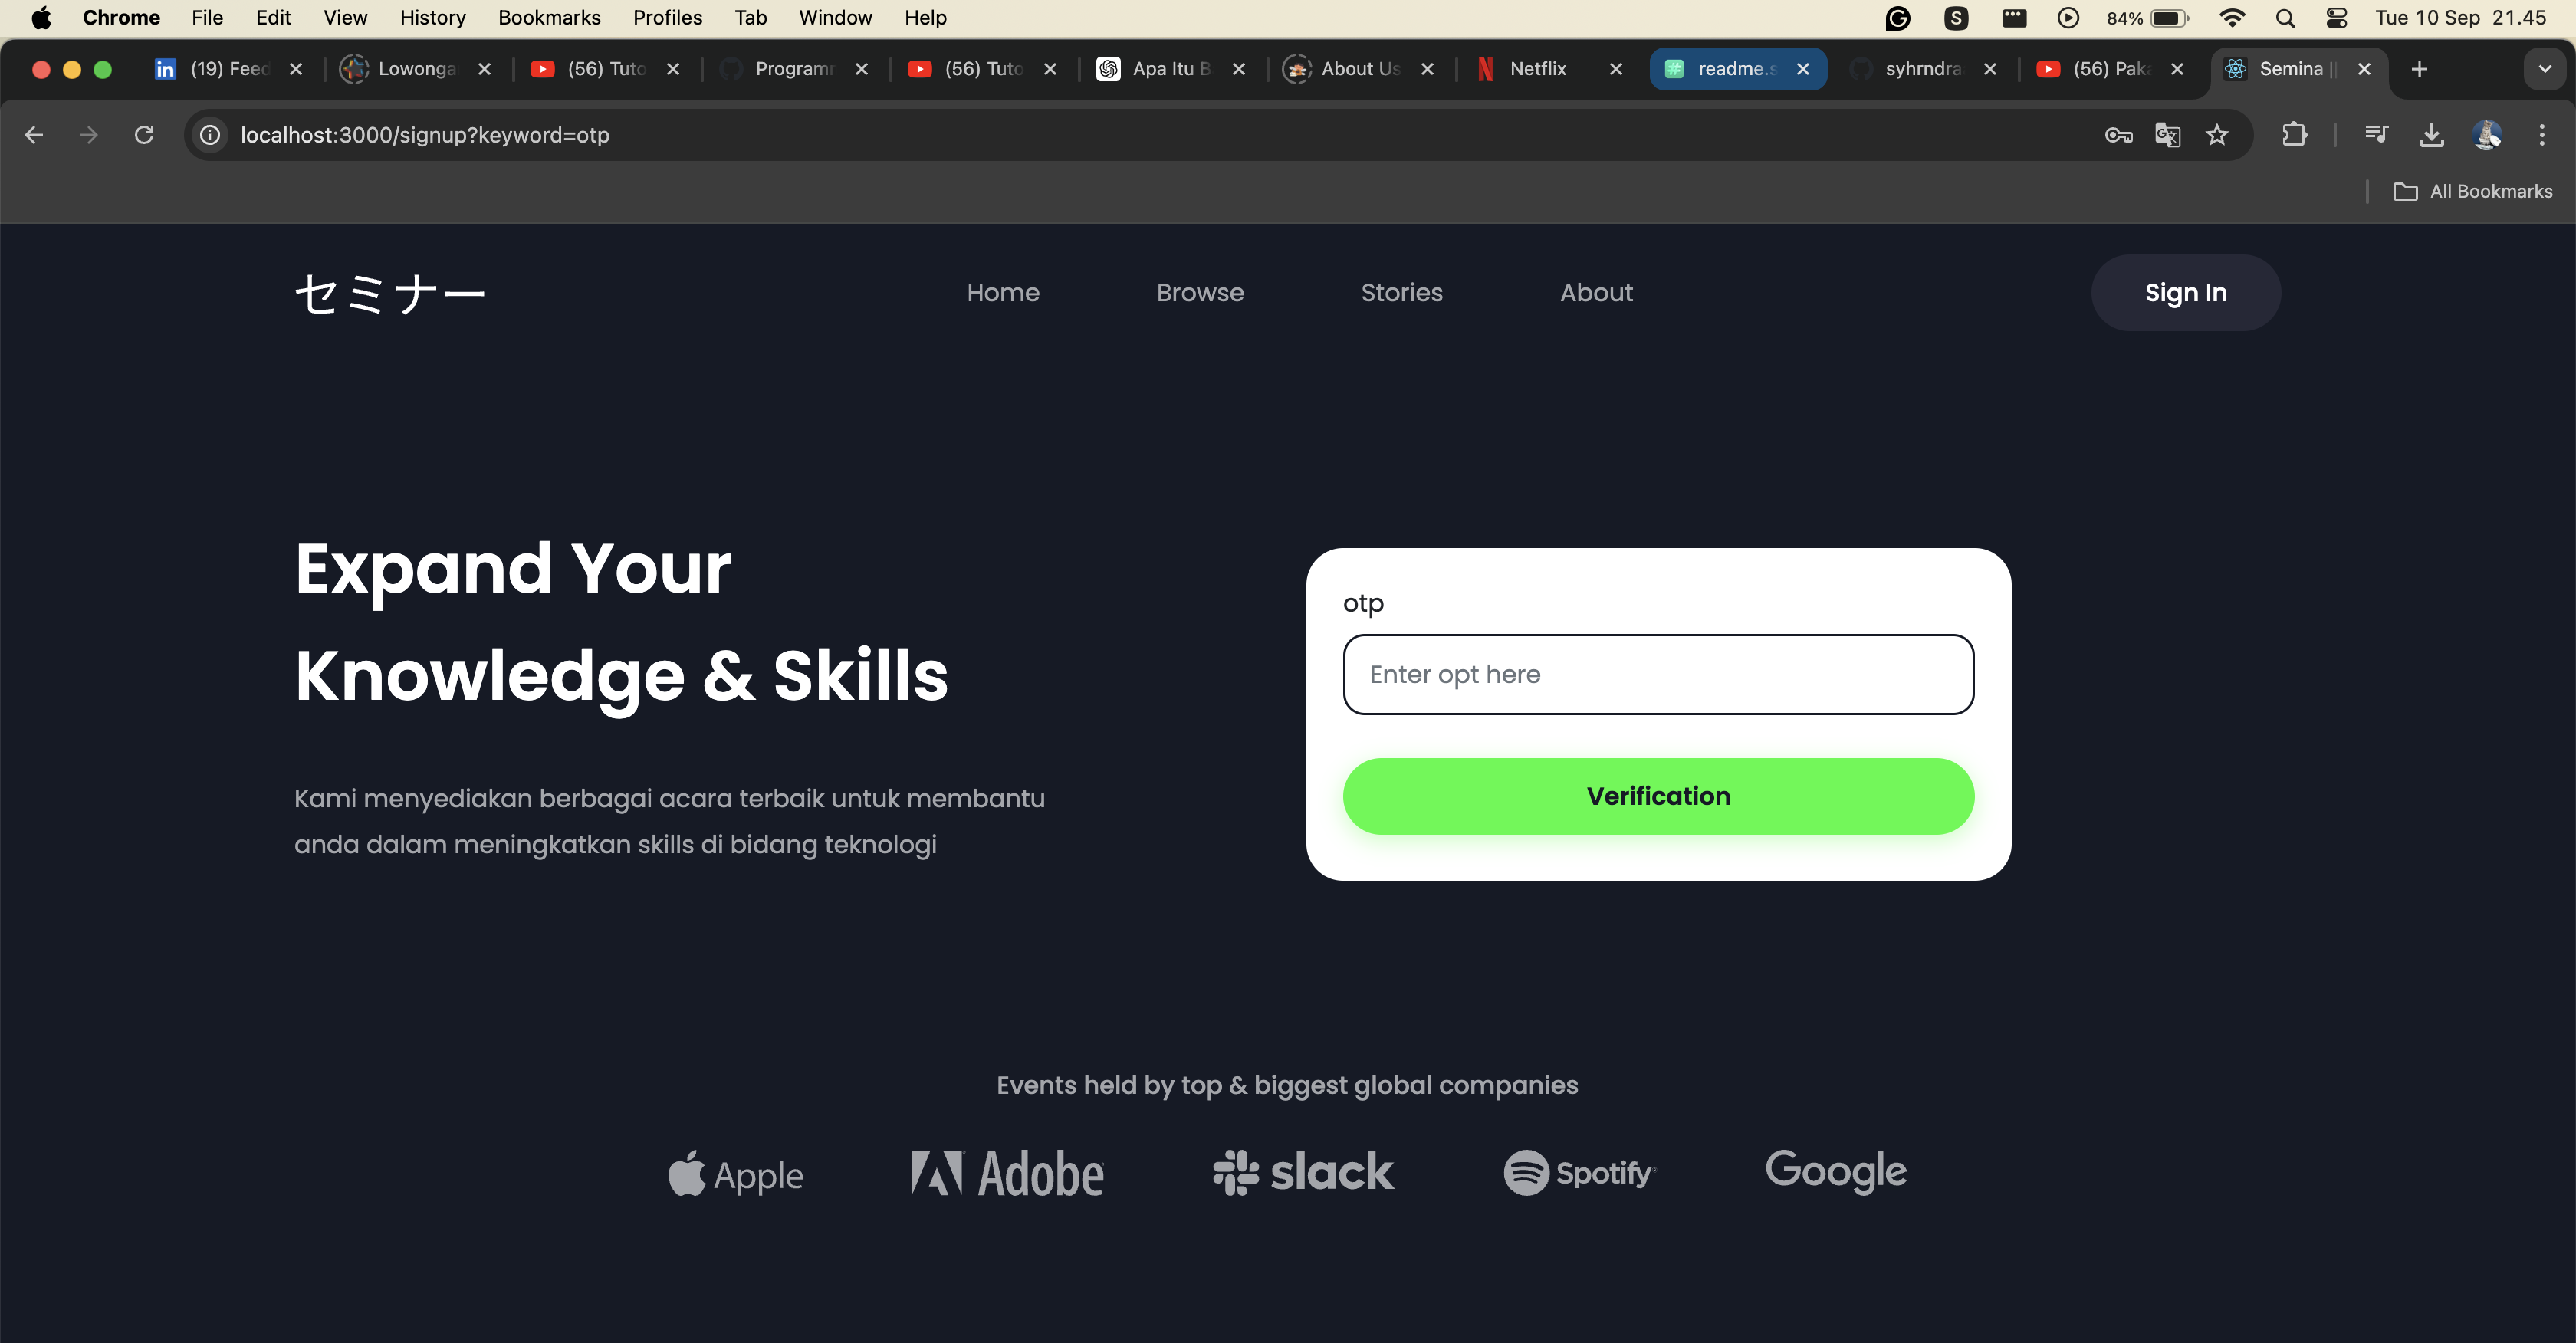 Chrome File Edit View History Bookmarks Profiles Tab Window Help 84% Tue 10 Sep 21.45
(19) Feed Lowonga (56) Tuto Programr (56) Tuto Apa Itu B About Us Netflix readme.s syhrndra (56) Paka Semina ||
localhost:3000/signup?keyword=otp
All Bookmarks
セミナー Home Browse Stories About Sign In
Expand Your
Knowledge & Skills
Kami menyediakan berbagai acara terbaik untuk membantu
anda dalam meningkatkan skills di bidang teknologi
otp
Enter opt here
Verification
Events held by top & biggest global companies
Apple Adobe slack Spotify Google